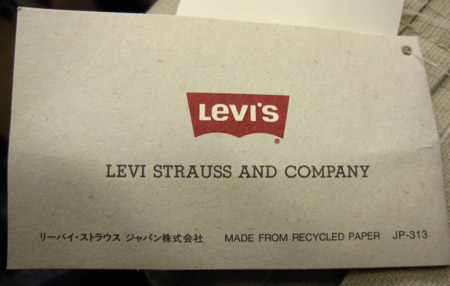 LEVI'S ®
LEVI STRAUSS AND COMPANY
リーバイ・ストラウス ジャパン株式会社 MADE FROM RECYCLED PAPER JP-313